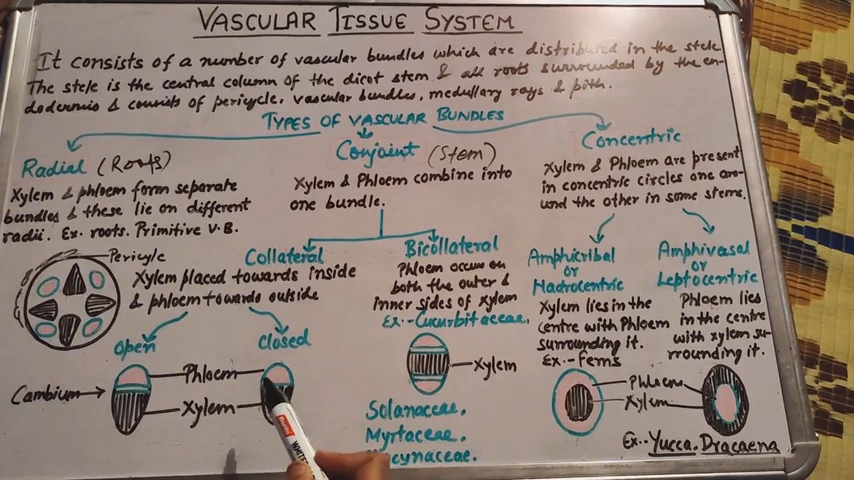 VASCULAR TISSUE SYSTEM
It consists of a number of vascular bundles which are distributed in the stele
The stele is the central column of the dicot stem & all roots surrounded by the en-
dodermis & consists of pericycle, vascular bundles, medullary rays & pith.
TYPES OF VASCULAR BUNDLES
Radial (Roots)
Xylem & phloem form separate
bundles & these lie on different
radii. Ex. roots. Primitive V.B.
Pericycle
Conjoint (Stem)
Xylem & Phloem combine into
one bundle.
Collateral
Xylem placed towards inside
& phloem towards outside
open
closed
Cambium
Phloem
Xylem
Bicollateral
Phloem occurs on
both the outer &
inner sides of xylem
Ex.- Cucurbitaceae,
Xylem
Solanaceae,
Myrtaceae.
Concentric
Xylem & Phloem are present
in concentric circles one aro-
und the other in some stems.
Amphicribal
or
Hadrocentric
Xylem lies in the
centre with Phloem
surrounding it.
Ex:- Ferns
Amphivasal
or
Leptocentric
Phloem lies
in the centre
with xylem su-
rrounding it.
Phloem
Xylem
Ex.. Yucca. Dracaena